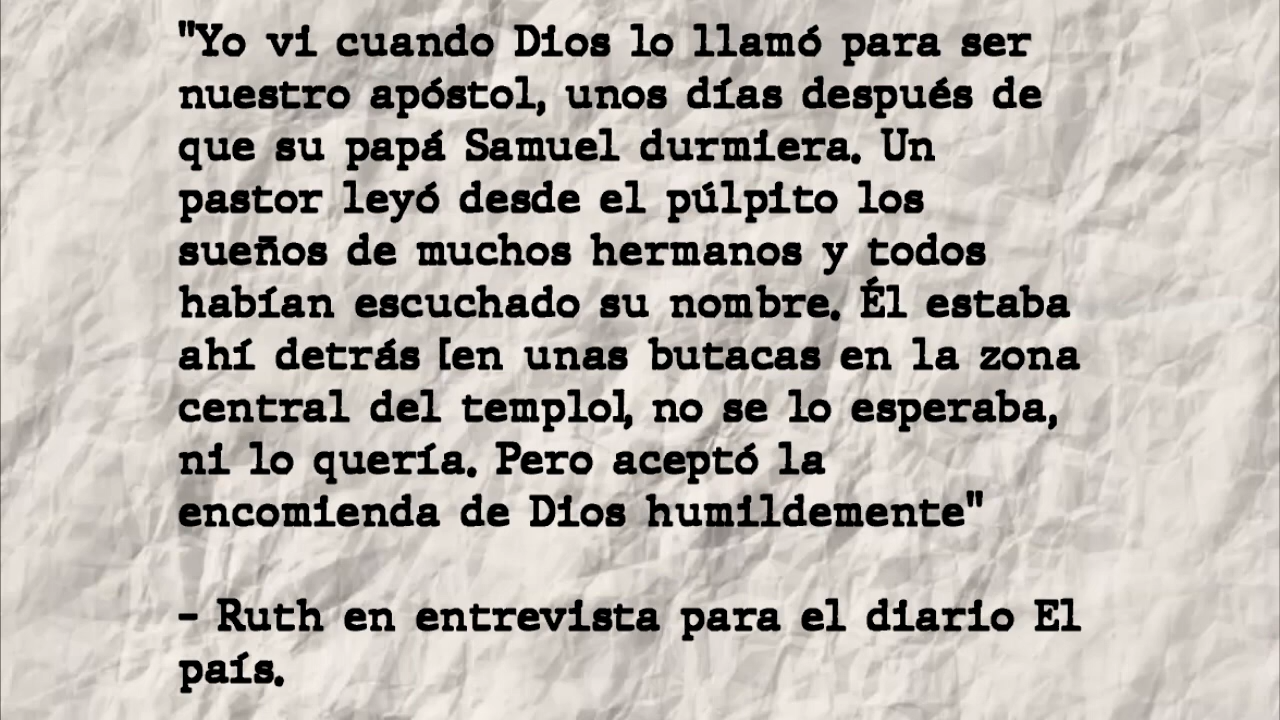 "Yo vi cuando Dios lo llamó para ser
nuestro apóstol, unos días después de
que su papá Samuel durmiera. Un
pastor leyó desde el púlpito los
sueños de muchos hermanos y todos
habían escuchado su nombre. Él estaba
ahí detrás [en unas butacas en la zona
central del templo], no se lo esperaba,
ni lo quería. Pero aceptó la
encomienda de Dios humildemente"
– Ruth en entrevista para el diario El
país.